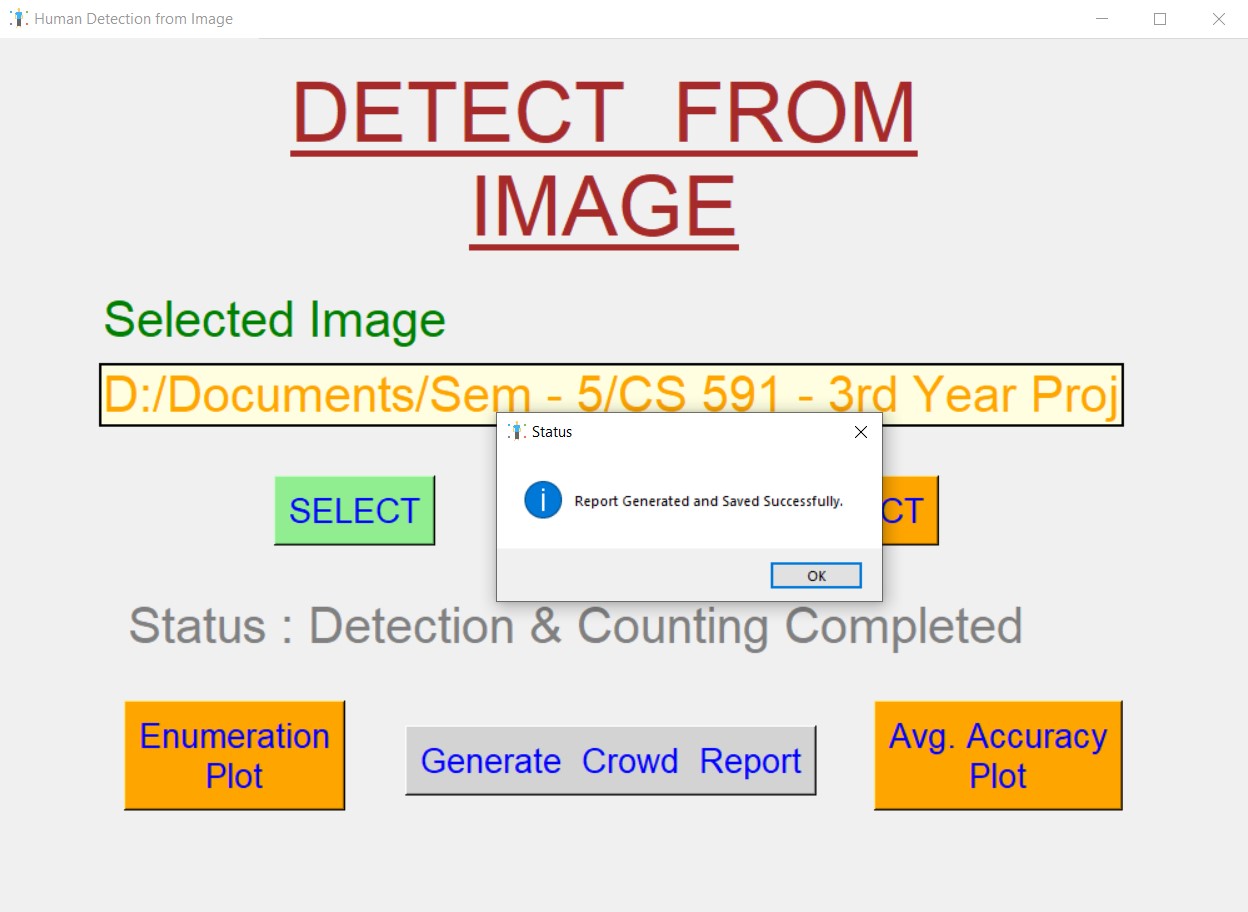 Human Detection from Image
DETECT FROM
IMAGE
Selected Image
D:/Documents/Sem - 5/CS 591 - 3rd Year Proj
Status
Report Generated and Saved Successfully.
OK
SELECT
Status : Detection & Counting Completed
Enumeration
Plot
Generate Crowd Report
Avg. Accuracy
Plot